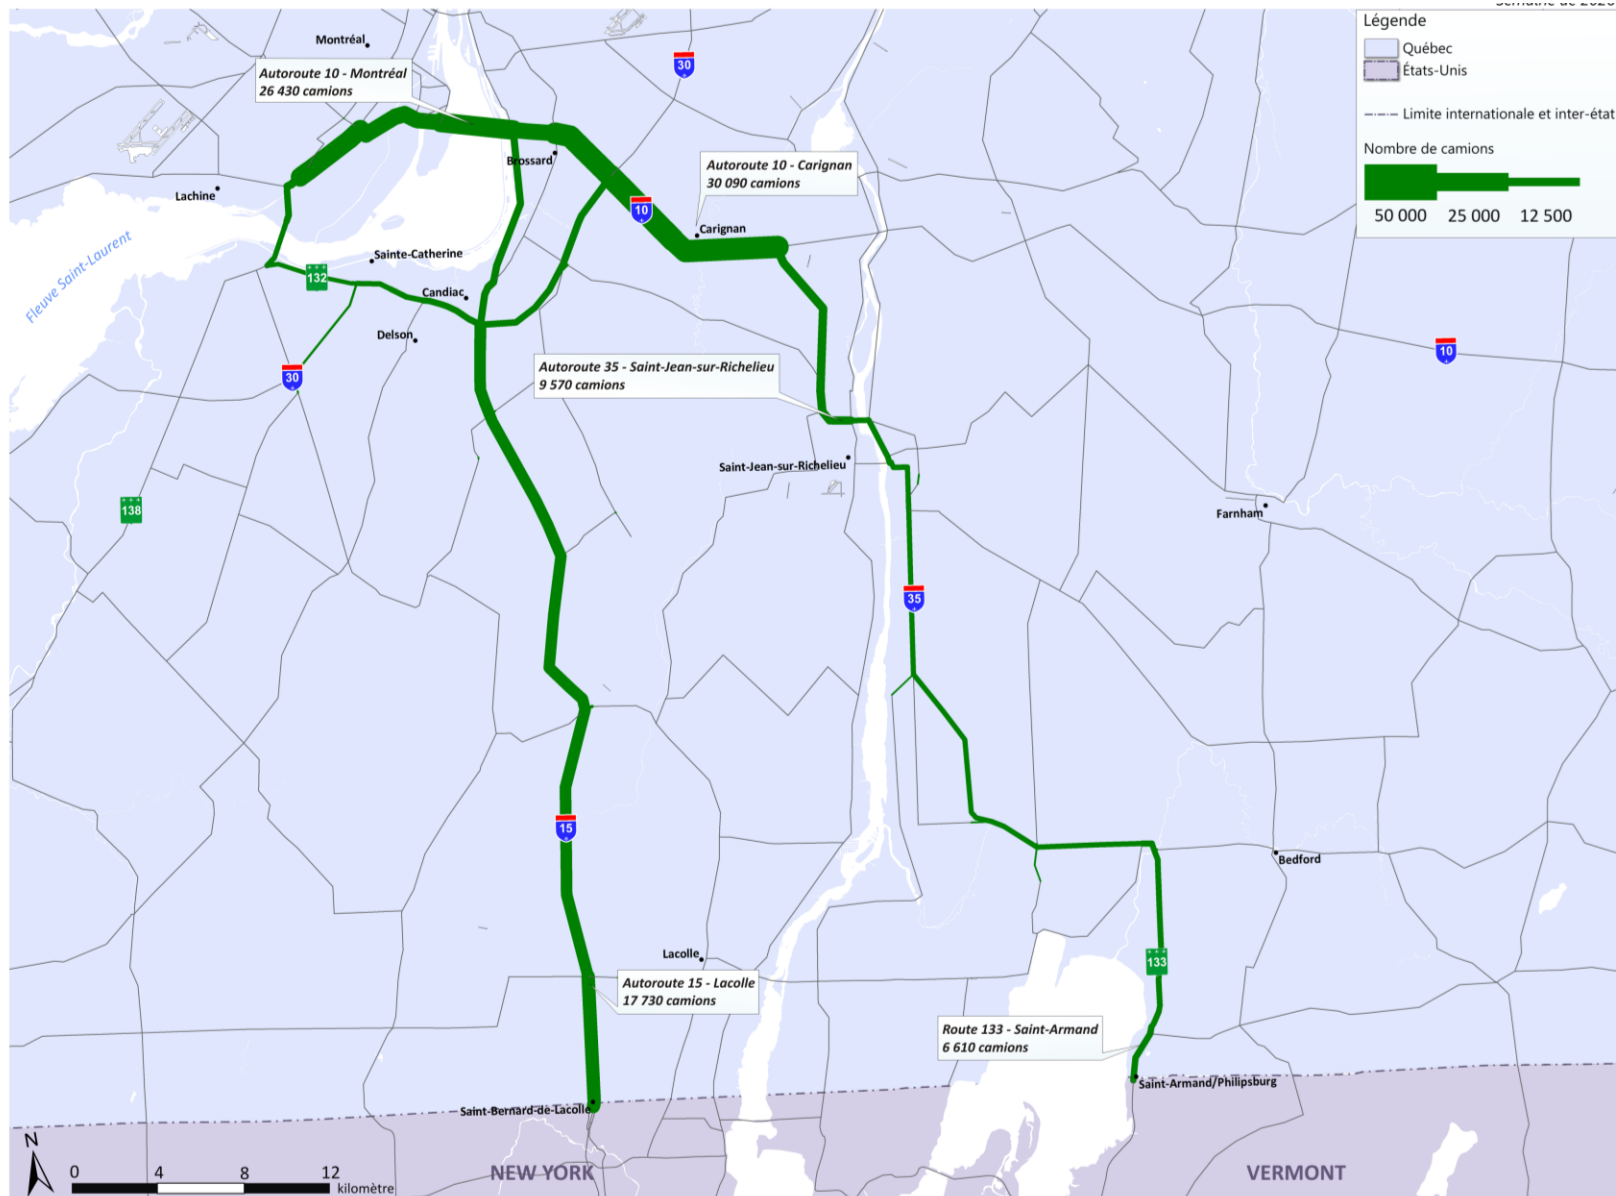 Semaine de 2026
Légende
Québec
États-Unis
Limite internationale et inter-état
Nombre de camions
50 000 25 000 12 500
Montréal
Autoroute 10 - Montréal
26 430 camions
30
Brossard
Autoroute 10 - Carignan
30 090 camions
Lachine
10
Carignan
Fleuve Saint-Laurent
Sainte-Catherine
132
Candiac
Delson
30
10
Autoroute 35 - Saint-Jean-sur-Richelieu
9 570 camions
Saint-Jean-sur-Richelieu
138
Farnham
35
15
Bedford
Lacolle
133
Autoroute 15 - Lacolle
17 730 camions
Route 133 - Saint-Armand
6 610 camions
Saint-Armand/Philipsburg
Saint-Bernard-de-Lacolle
N
0 4 8 12
kilomètre
NEW YORK
VERMONT